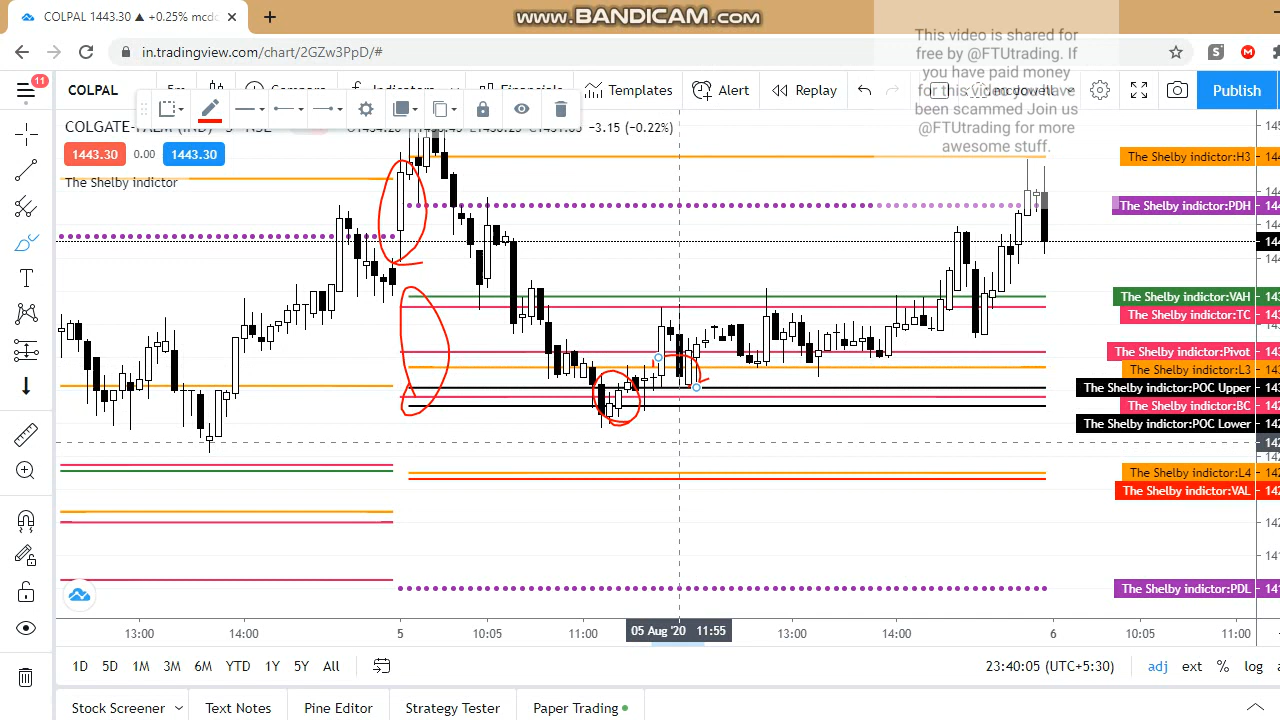 COLPAL 1443.30 ▲ +0.25%
www.BANDICAM.com
This video is shared for
free by @FTUtrading. If
you have paid money
for this video you have
been scammed Join us
@FTUtrading for more
awesome stuff.
in.tradingview.com/chart/2GZw3PpD/#
11
COLPAL
Templates
Alert
Replay
Publish
−3.15 (−0.22%)
1443.30
0.00
1443.30
The Shelby indictor
The Shelby indictor:H3
The Shelby indictor:PDH
The Shelby indictor:VAH
The Shelby indictor:TC
The Shelby indictor:Pivot
The Shelby indictor:L3
The Shelby indictor:POC Upper
The Shelby indictor:BC
The Shelby indictor:POC Lower
The Shelby indictor:L4
The Shelby indictor:VAL
The Shelby indictor:PDL
13:00
14:00
5
10:05
11:00
05 Aug '20 11:55
13:00
14:00
6
10:05
11:00
1D 5D 1M 3M 6M YTD 1Y 5Y All
23:40:05 (UTC+5:30)
adj ext % log
Stock Screener
Text Notes
Pine Editor
Strategy Tester
Paper Trading